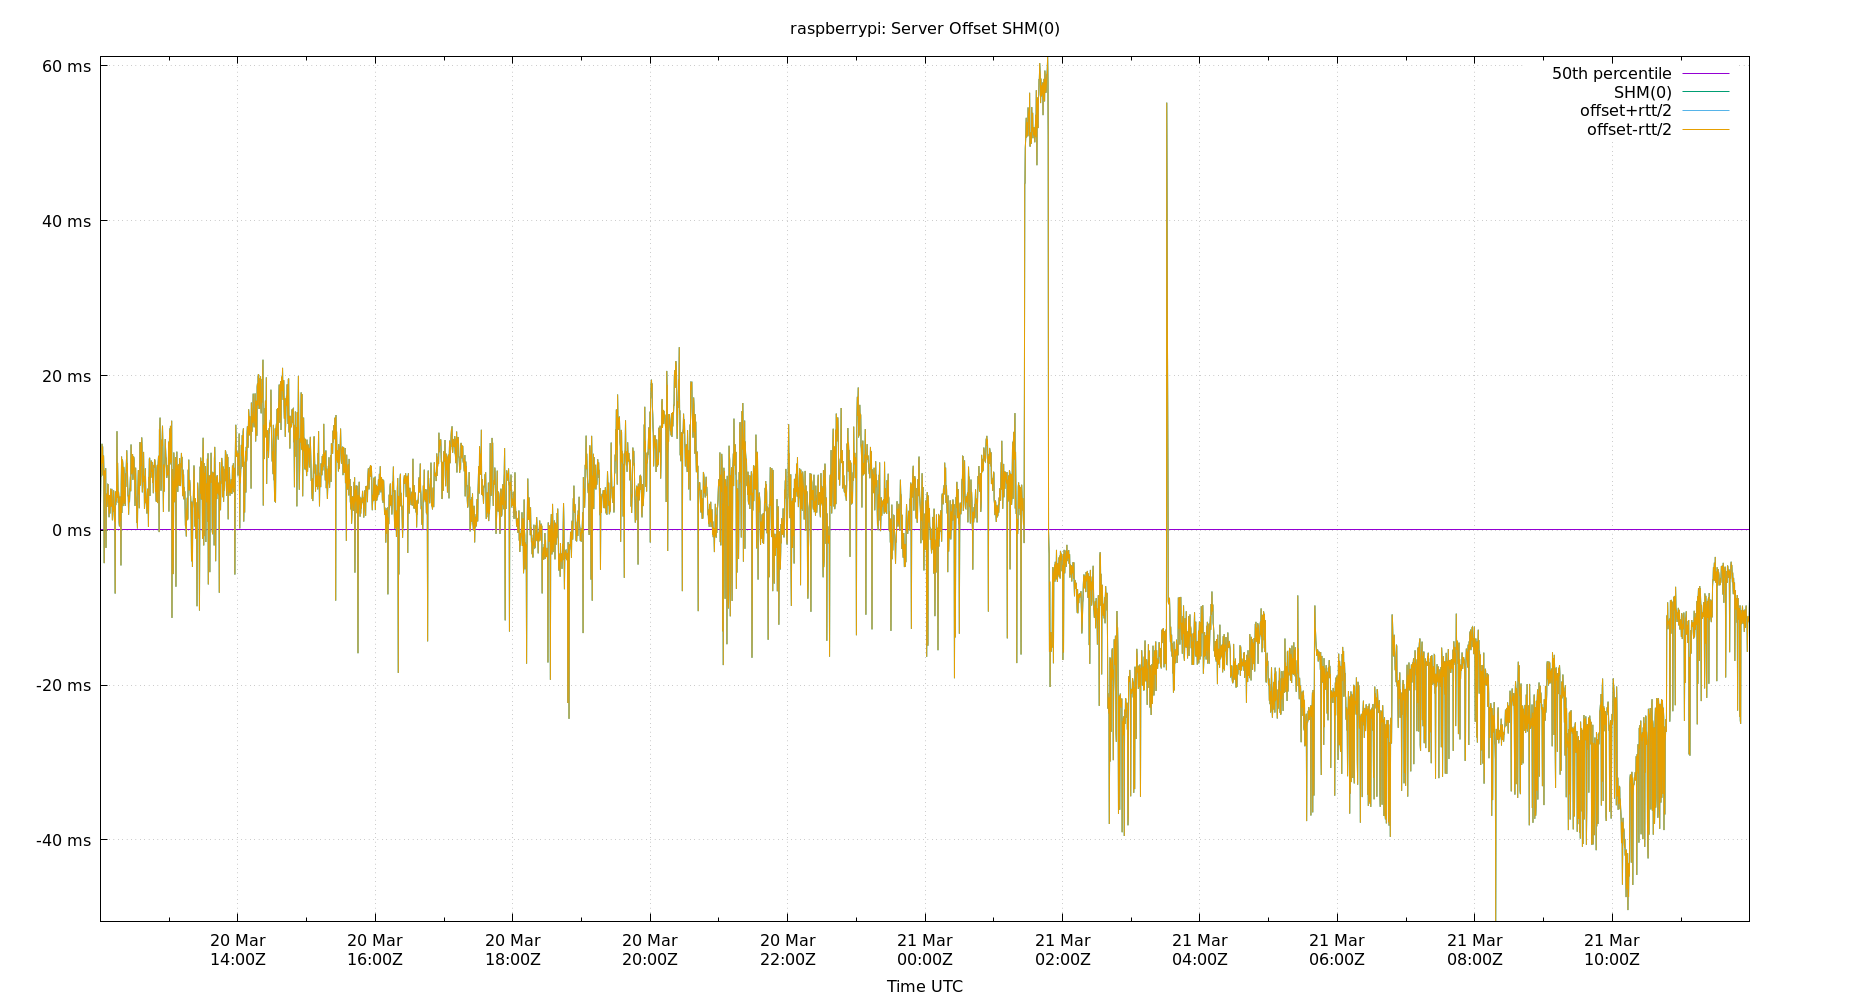 raspberrypi: Server Offset SHM(0)
50th percentile
SHM(0)
offset+rtt/2
offset-rtt/2
60 ms
40 ms
20 ms
0 ms
-20 ms
-40 ms
20 Mar 20 Mar 20 Mar 20 Mar 20 Mar 21 Mar 21 Mar 21 Mar 21 Mar 21 Mar 21 Mar
14:00Z 16:00Z 18:00Z 20:00Z 22:00Z 00:00Z 02:00Z 04:00Z 06:00Z 08:00Z 10:00Z
Time UTC